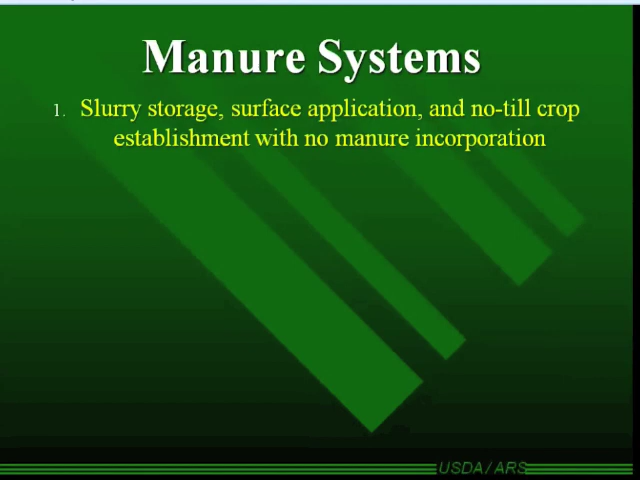 Manure Systems
1. Slurry storage, surface application, and no-till crop
establishment with no manure incorporation
USDA/ARS